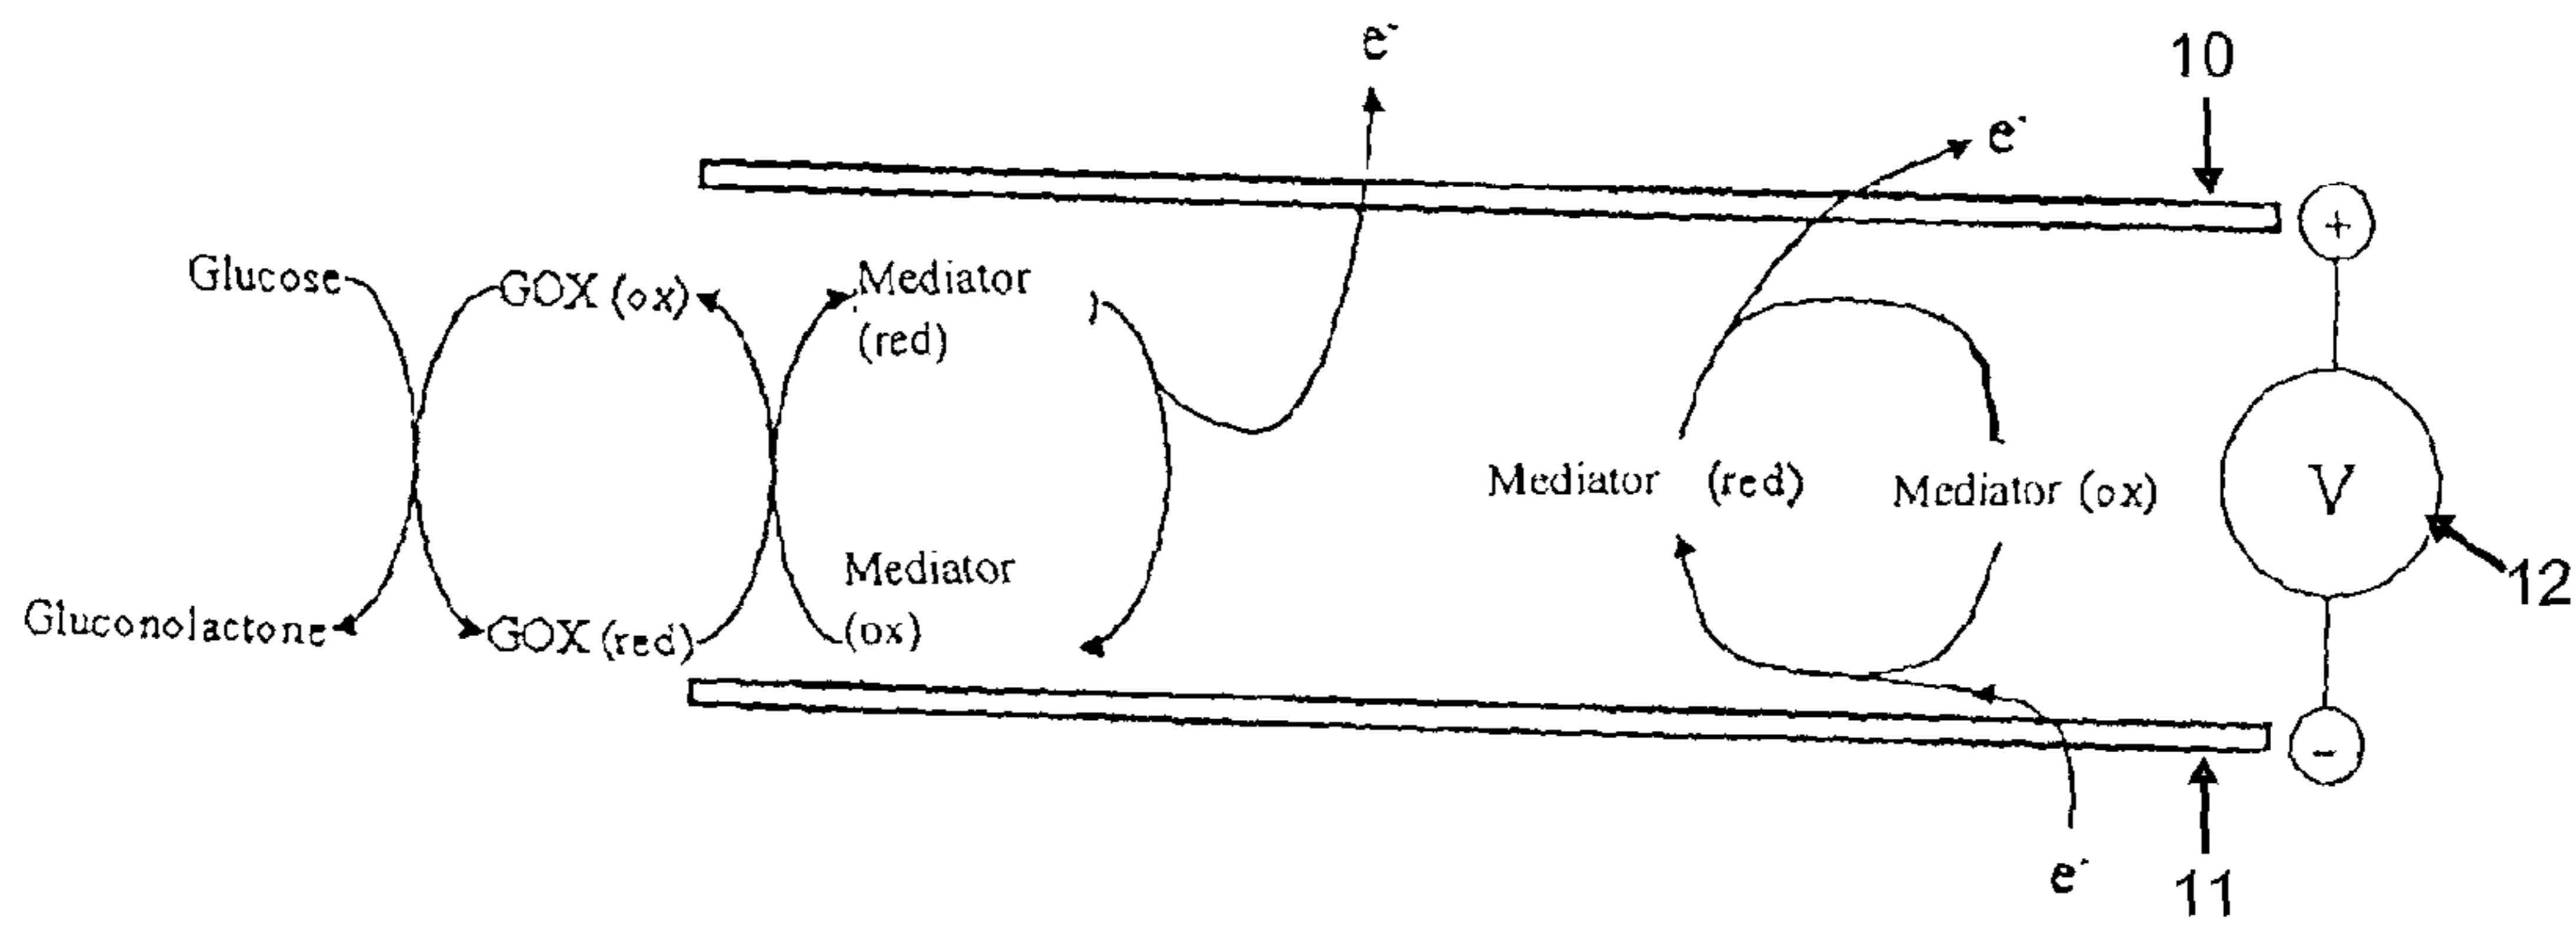 e-
10
e-
+
Glucose
GOX (ox)
Mediator
(red)
Mediator (red)
Mediator (ox)
V
12
Mediator
(ox)
Gluconolactone
GOX (red)
-
e-
11